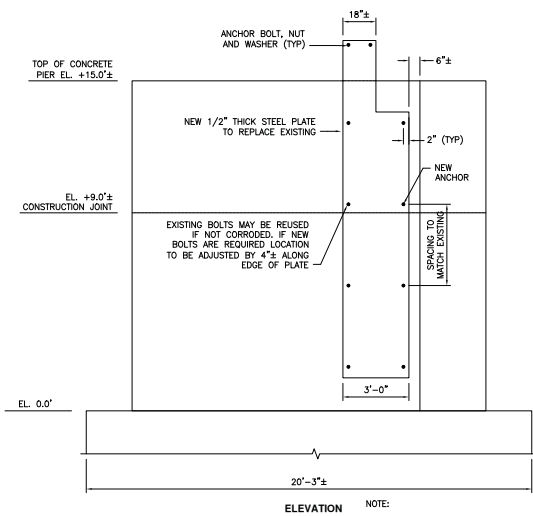 18"±
ANCHOR BOLT, NUT
AND WASHER (TYP)
6"±
TOP OF CONCRETE
PIER EL. +15.0'±
NEW 1/2" THICK STEEL PLATE
TO REPLACE EXISTING
2" (TYP)
NEW
ANCHOR
EL. +9.0'±
CONSTRUCTION JOINT
EXISTING BOLTS MAY BE REUSED
IF NOT CORRODED. IF NEW
BOLTS ARE REQUIRED LOCATION
TO BE ADJUSTED BY 4"± ALONG
EDGE OF PLATE
SPACING TO
MATCH EXISTING
3'-0"
EL. 0.0'
20'-3"±
ELEVATION
NOTE: